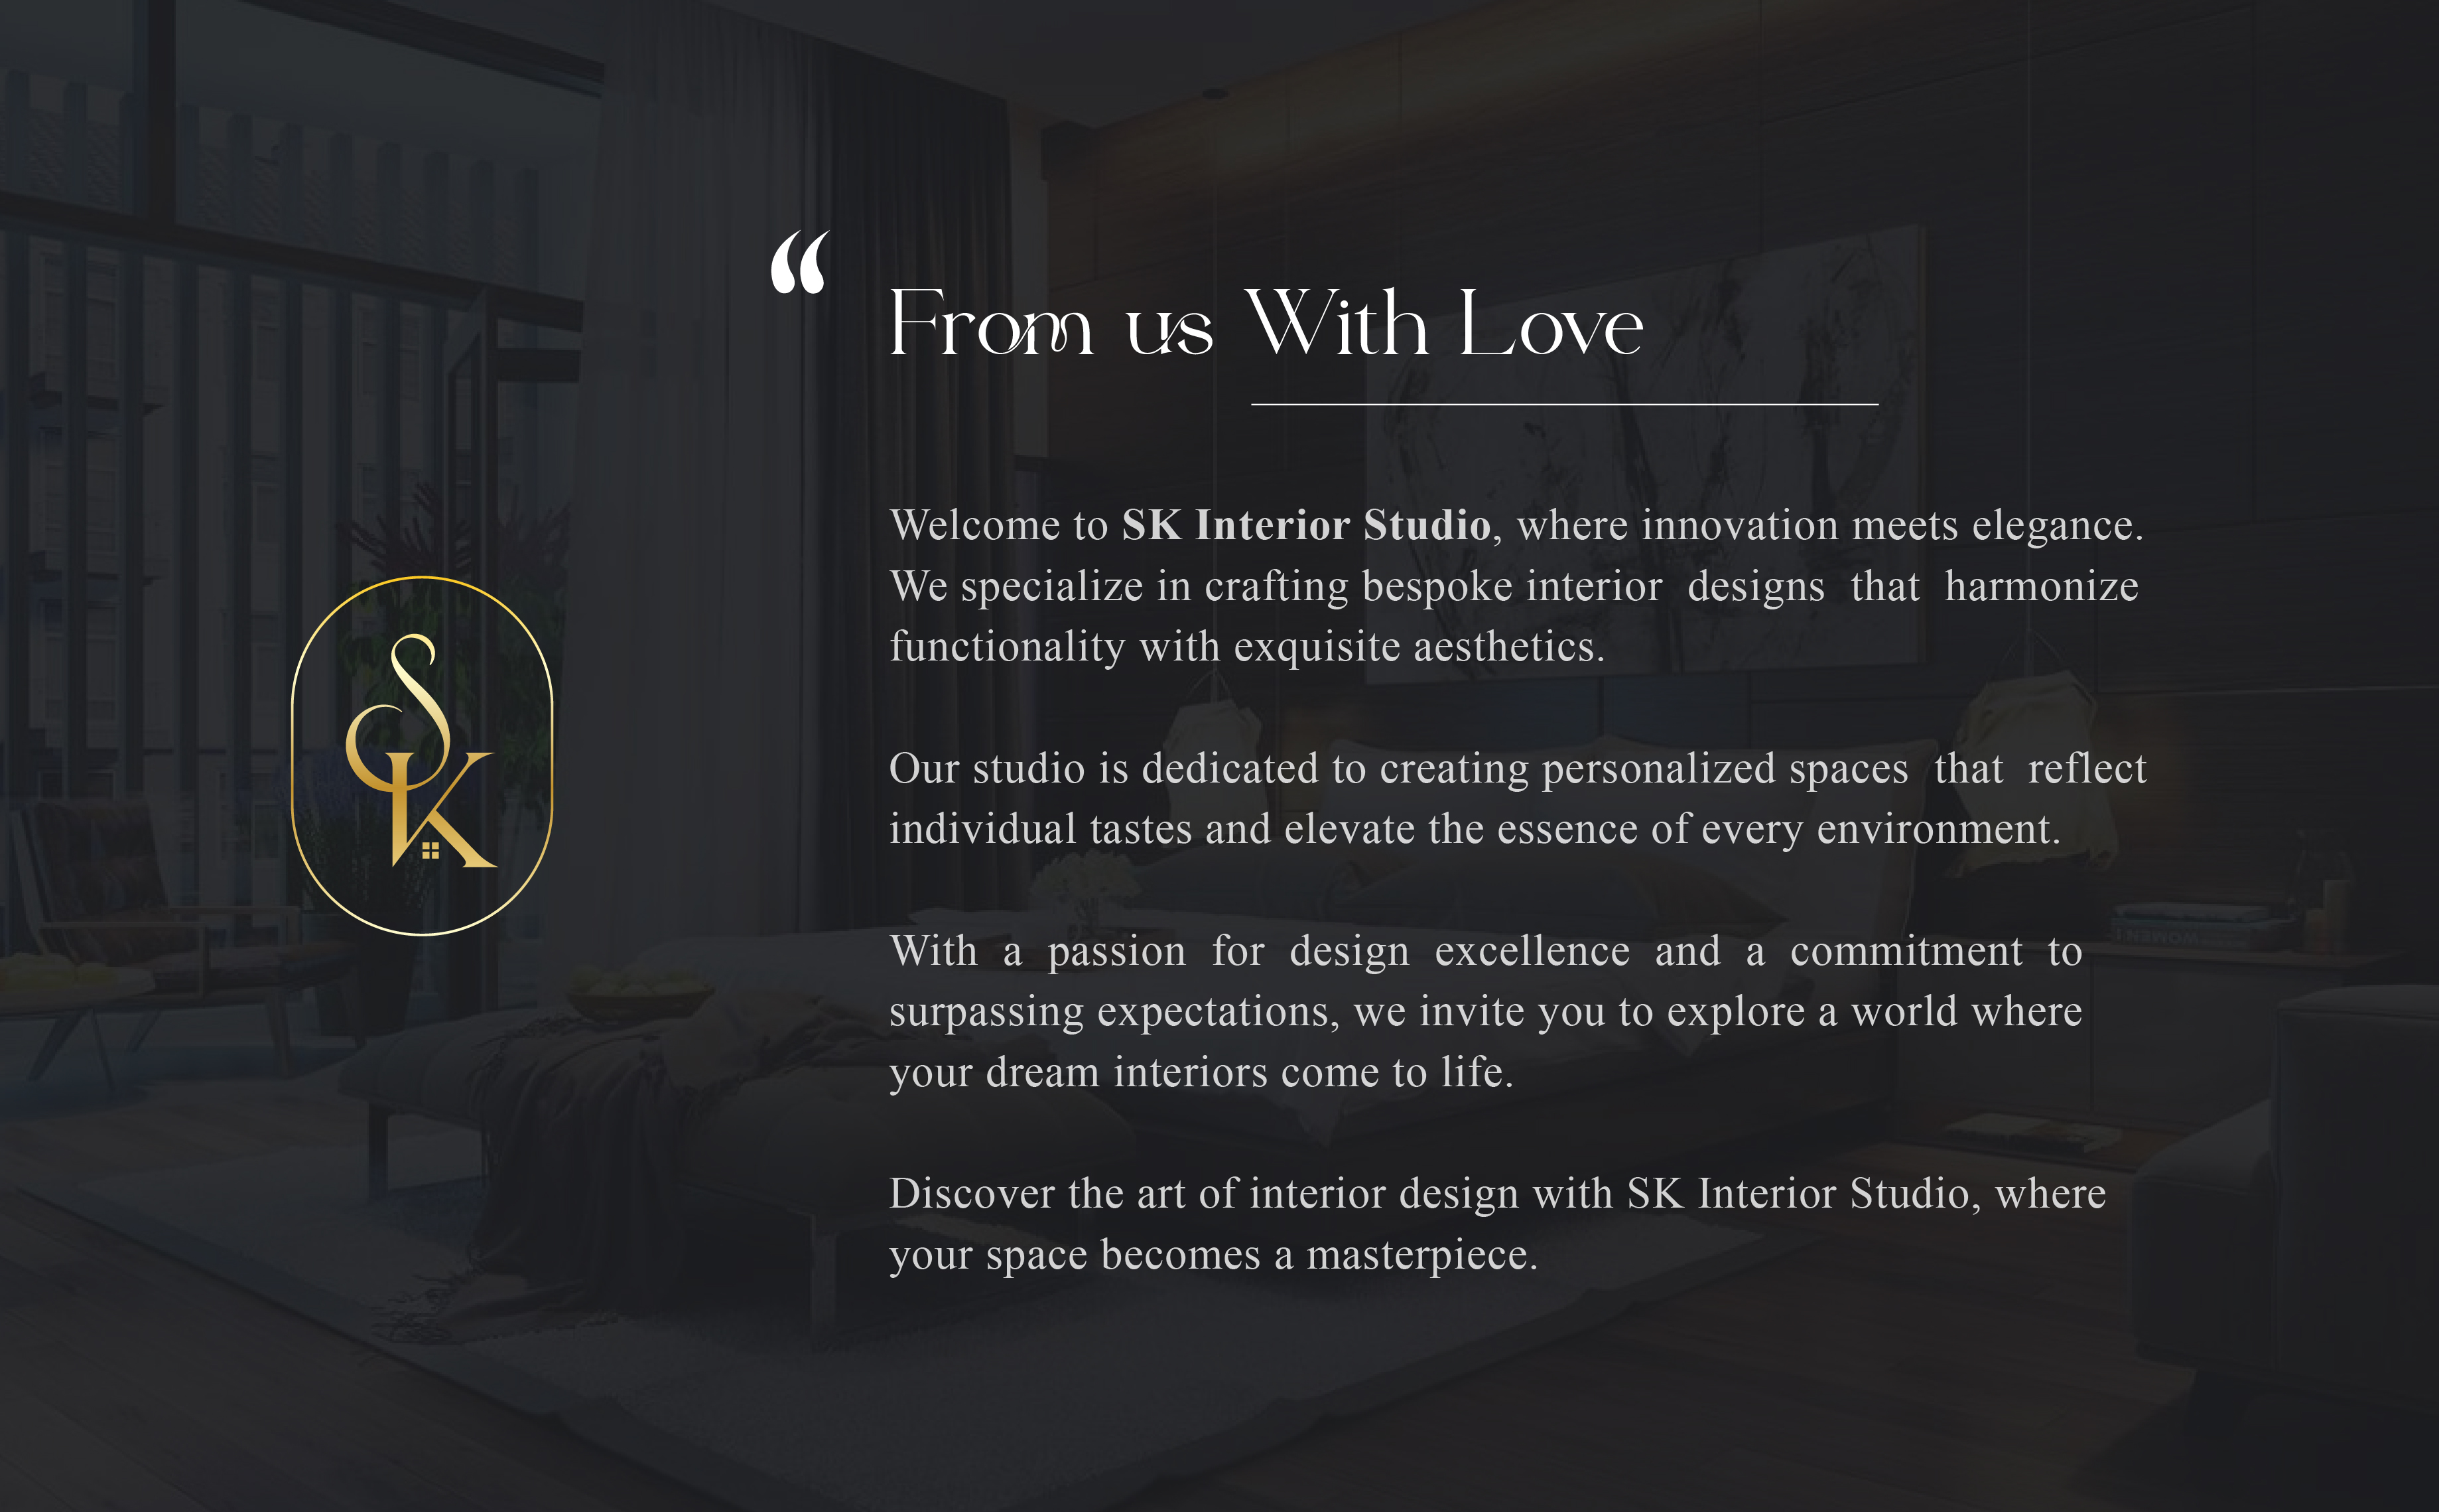 “
From us With Love
SK
Welcome to SK Interior Studio, where innovation meets elegance.
We specialize in crafting bespoke interior designs that harmonize
functionality with exquisite aesthetics.
Our studio is dedicated to creating personalized spaces that reflect
individual tastes and elevate the essence of every environment.
With a passion for design excellence and a commitment to
surpassing expectations, we invite you to explore a world where
your dream interiors come to life.
Discover the art of interior design with SK Interior Studio, where
your space becomes a masterpiece.
WOMEN